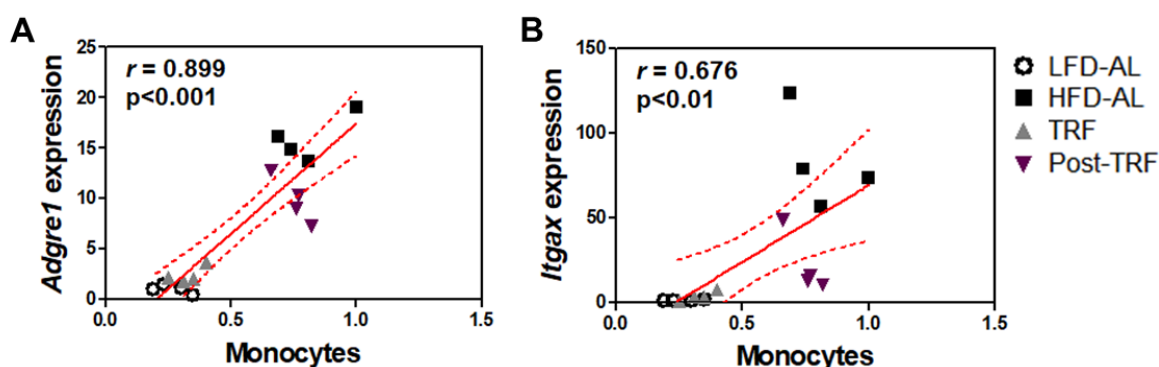 A
Adgre1 expression
25
20
15
10
5
0
r = 0.899
p<0.001
0.0 0.5 1.0 1.5
Monocytes
B
Itgax expression
150
100
50
0
r = 0.676
p<0.01
0.0 0.5 1.0 1.5
Monocytes
LFD-AL
HFD-AL
TRF
Post-TRF